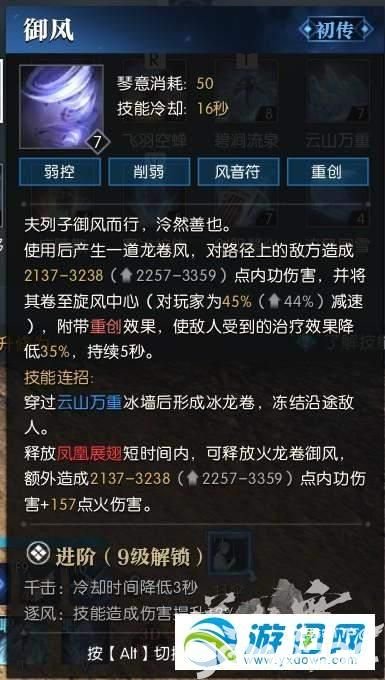 御风
初传
琴意消耗: 50
技能冷却: 16秒
R
T
7
8
7
4
飞羽空蝉
碧涧流泉
云山万重
弱控
削弱
风音符
重创
夫列子御风而行，泠然善也。
使用后产生一道龙卷风，对路径上的敌方造成
2137-3238（2257-3359）点内功伤害，并将
其卷至旋风中心（对玩家为45%（44%）减速
），附带重创效果，使敌人受到的治疗效果降
低35%，持续5秒。
技能连招:
穿过云山万重冰墙后形成冰龙卷，冻结沿途敌
人。
释放凤凰展翅短时间内，可释放火龙卷御风，
额外造成2137-3238（2257-3359）点内功伤
害+157点火伤害。
进阶（9级解锁）
千击：冷却时间降低3秒
逐风：技能造成伤害提升
按【Alt】切换
游迅网
www.yxdown.com